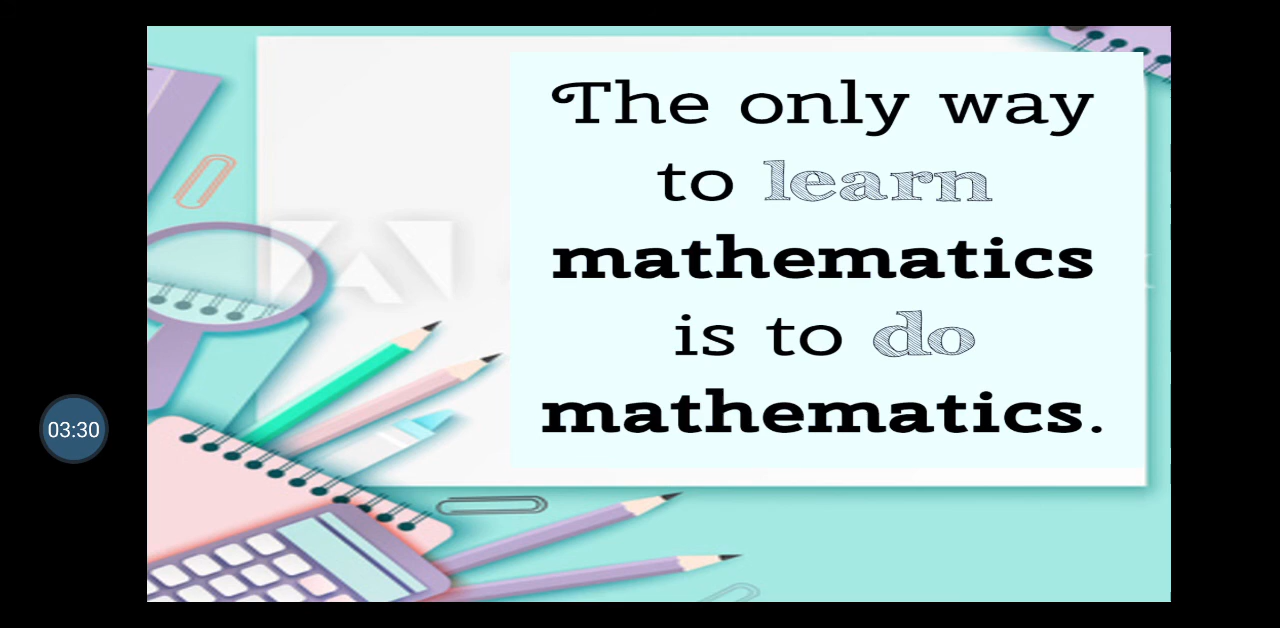 The only way
to learn
mathematics
is to do
mathematics.
03:30